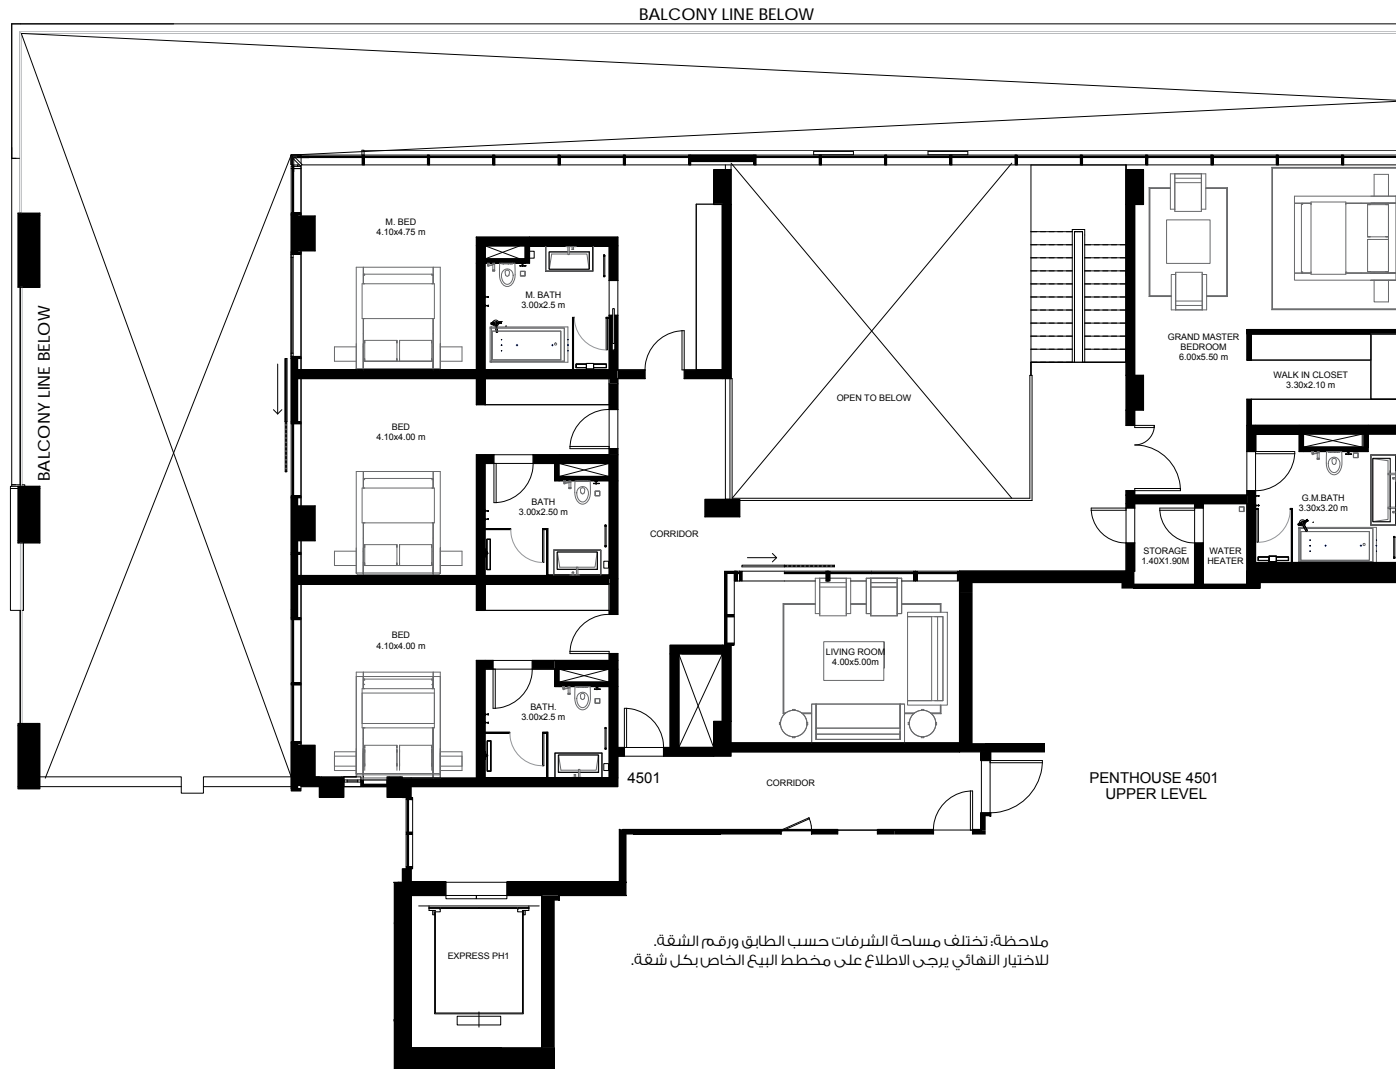 BALCONY LINE BELOW
BALCONY LINE BELOW
M. BED
4.10x4.75 m
M. BATH
3.00x2.5 m
GRAND MASTER
BEDROOM
6.00x5.50 m
WALK IN CLOSET
3.30x2.10 m
OPEN TO BELOW
BED
4.10x4.00 m
BATH
3.00x2.50 m
G.M.BATH
3.30x3.20 m
CORRIDOR
STORAGE
1.40X1.90M
WATER
HEATER
BED
4.10x4.00 m
LIVING ROOM
4.00x5.00m
BATH.
3.00x2.5 m
4501
CORRIDOR
PENTHOUSE 4501
UPPER LEVEL
EXPRESS PH1
ملاحظة: تختلف مساحة الشرفات حسب الطابق ورقم الشقة.
للاختيار النهائي يرجى الاطلاع على مخطط البيع الخاص بكل شقة.